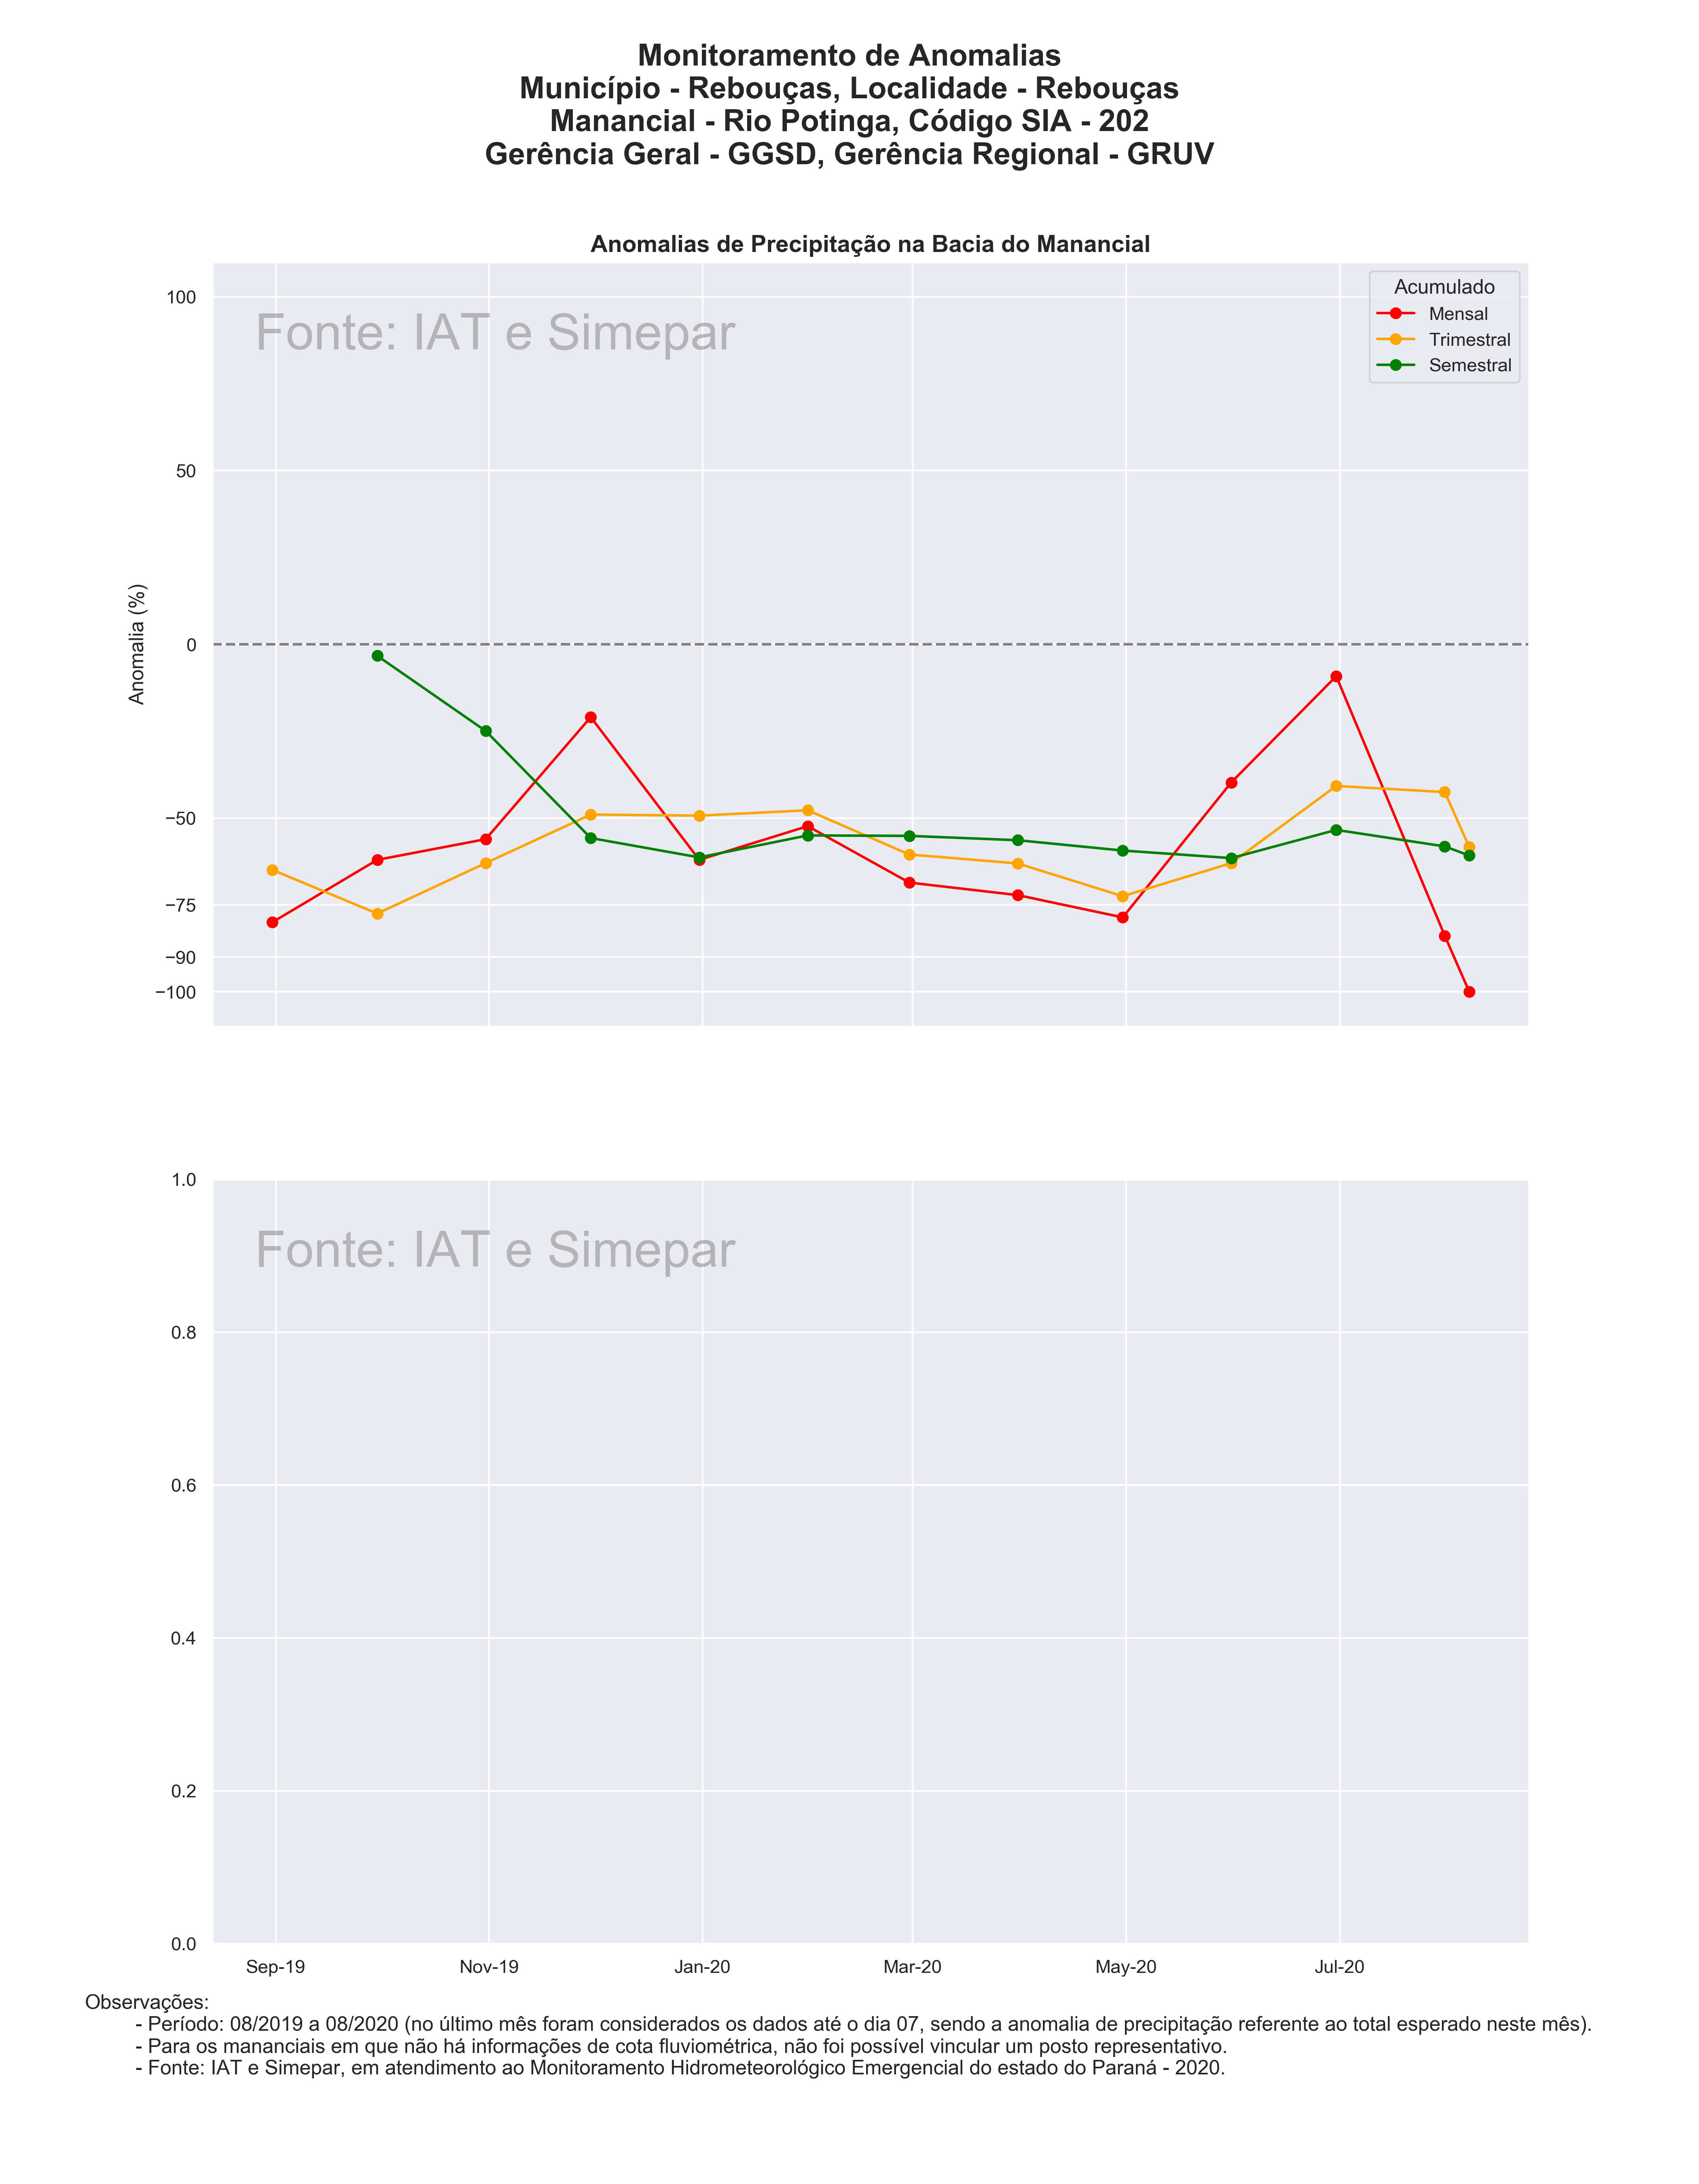 Monitoramento de Anomalias
Município - Rebouças, Localidade - Rebouças
Manancial - Rio Potinga, Código SIA - 202
Gerência Geral - GGSD, Gerência Regional - GRUV
Anomalias de Precipitação na Bacia do Manancial
Fonte: IAT e Simepar
Acumulado
Mensal
Trimestral
Semestral
Anomalia (%)
100
50
0
−50
−75
−90
−100
Fonte: IAT e Simepar
1.0
0.8
0.6
0.4
0.2
0.0
Sep-19 Nov-19 Jan-20 Mar-20 May-20 Jul-20
Observações:
- Período: 08/2019 a 08/2020 (no último mês foram considerados os dados até o dia 07, sendo a anomalia de precipitação referente ao total esperado neste mês).
- Para os mananciais em que não há informações de cota fluviométrica, não foi possível vincular um posto representativo.
- Fonte: IAT e Simepar, em atendimento ao Monitoramento Hidrometeorológico Emergencial do estado do Paraná - 2020.